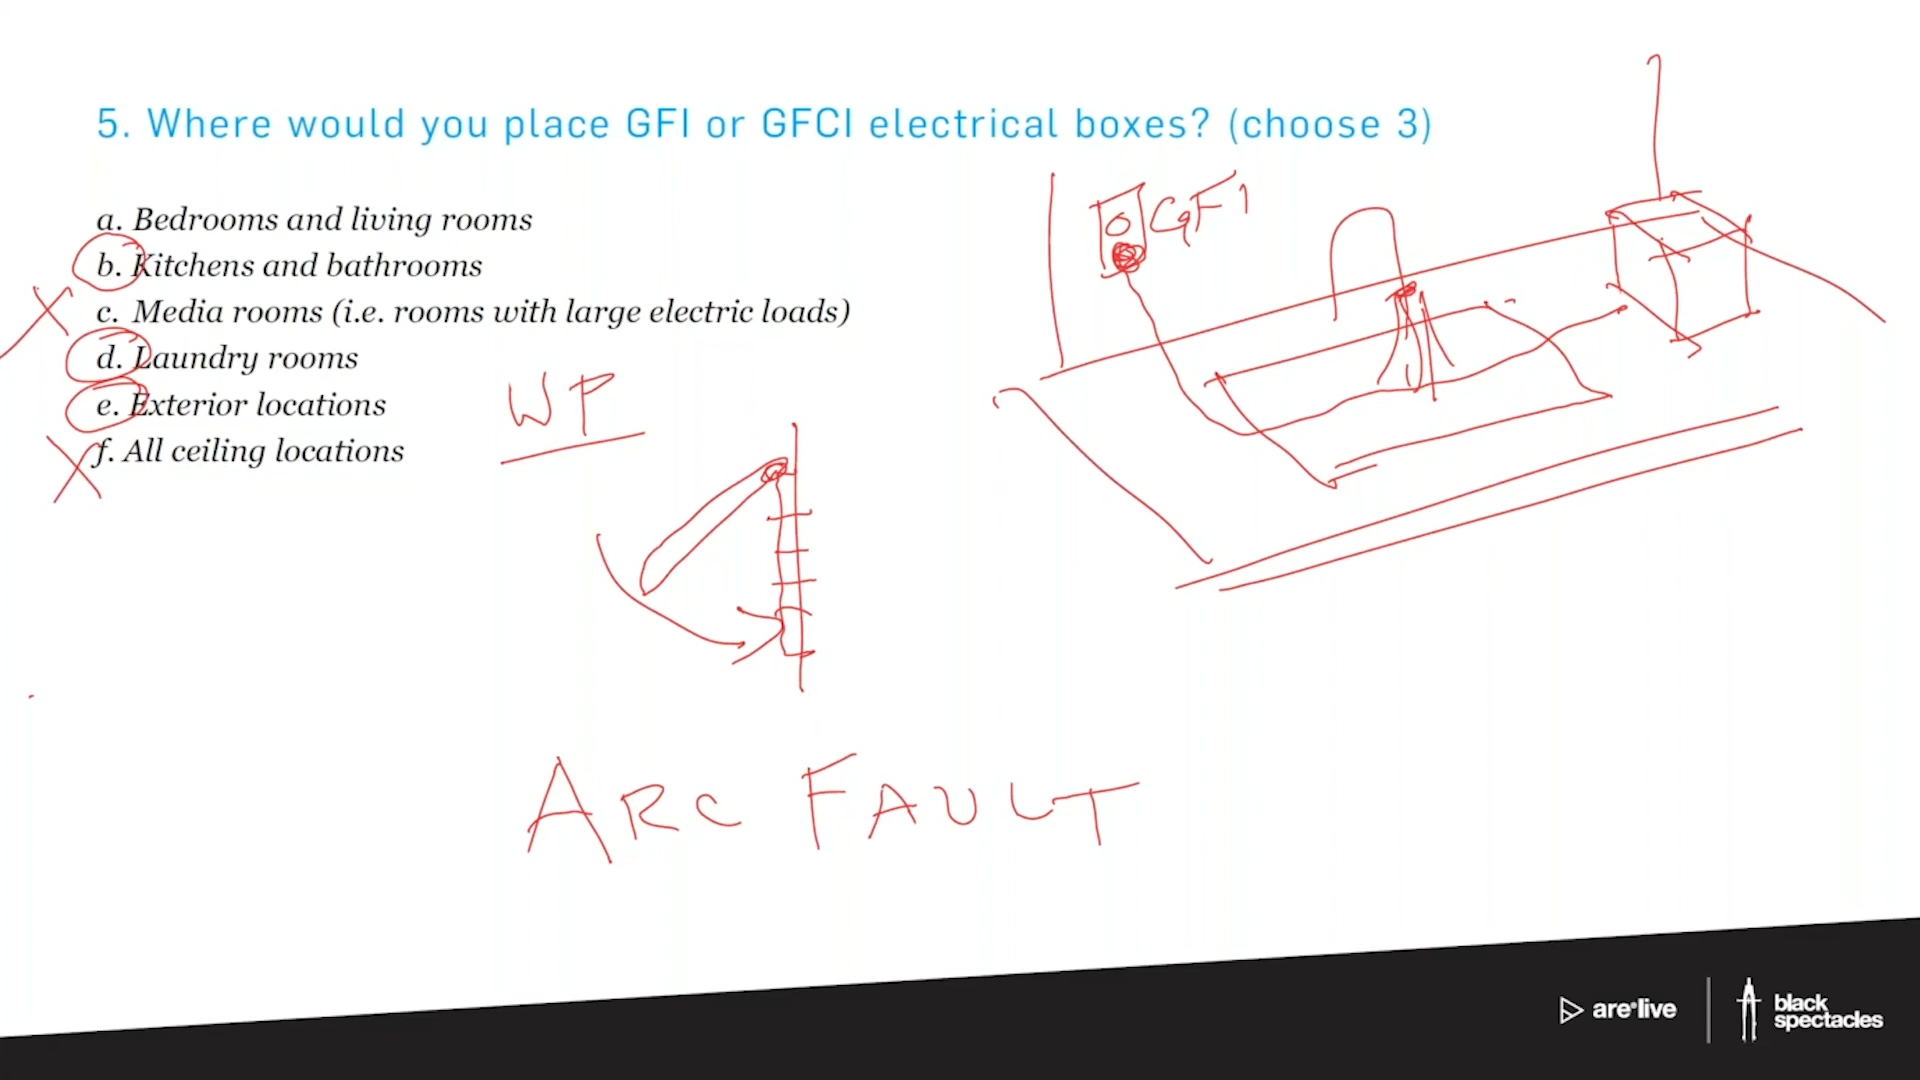 5. Where would you place GFI or GFCI electrical boxes? (choose 3)
a. Bedrooms and living rooms
b. Kitchens and bathrooms
c. Media rooms (i.e. rooms with large electric loads)
d. Laundry rooms
e. Exterior locations
f. All ceiling locations
GFI
WP
ARC FAULT
are live
black
spectacles